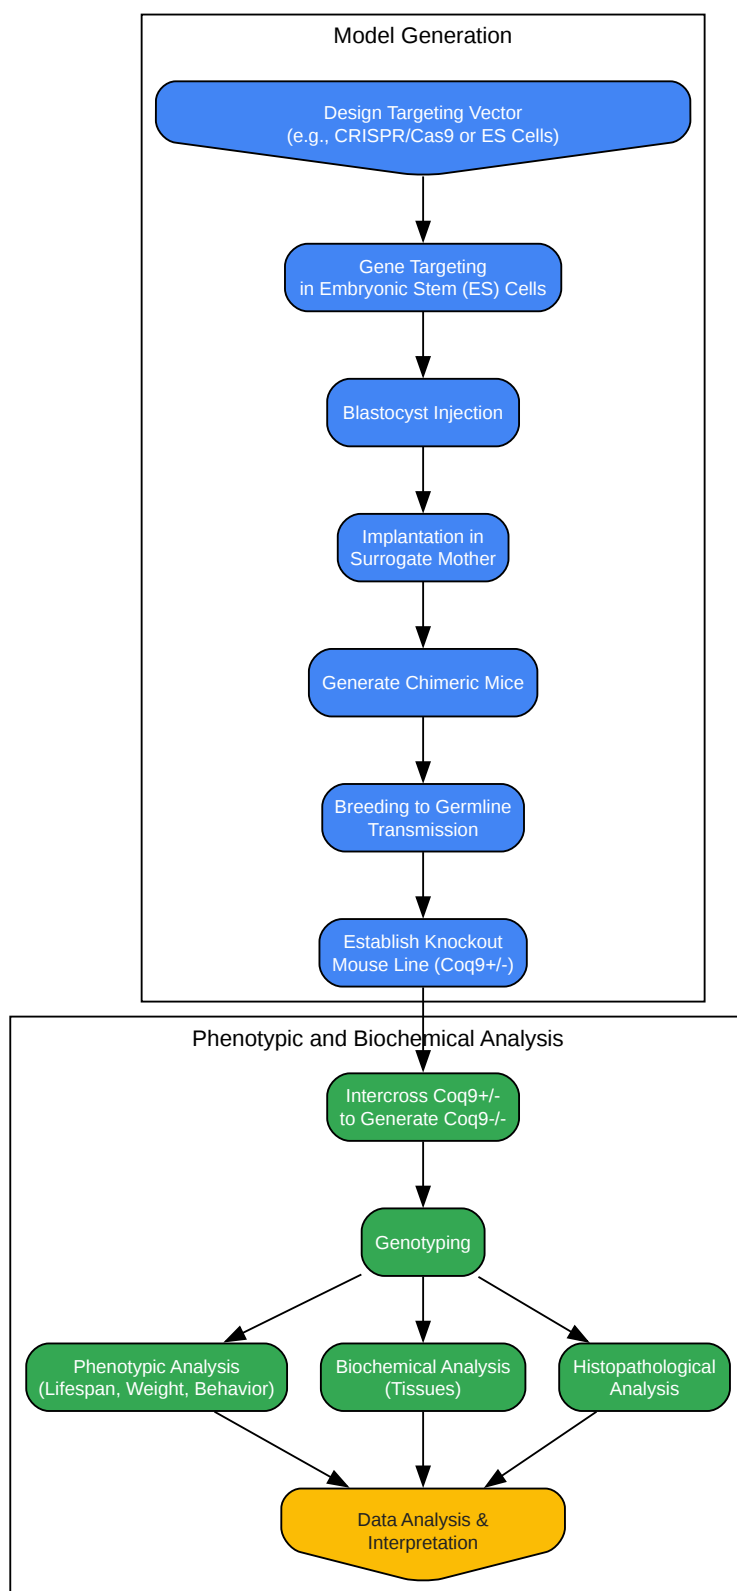 Model Generation
Design Targeting Vector
(e.g., CRISPR/Cas9 or ES Cells)
Gene Targeting
in Embryonic Stem (ES) Cells
Blastocyst Injection
Implantation in
Surrogate Mother
Generate Chimeric Mice
Breeding to Germline
Transmission
Establish Knockout
Mouse Line (Coq9+/-)
Phenotypic and Biochemical Analysis
Intercross Coq9+/-
to Generate Coq9-/-
Genotyping
Phenotypic Analysis
(Lifespan, Weight, Behavior)
Biochemical Analysis
(Tissues)
Histopathological
Analysis
Data Analysis &
Interpretation